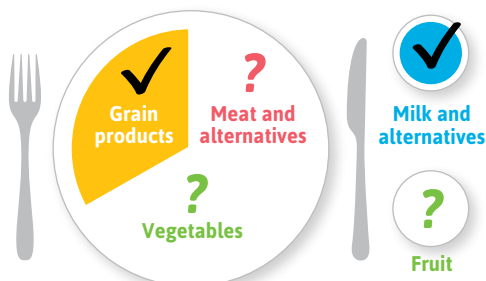 ?
Grain
products
Meat and
alternatives
?
Vegetables
Milk and
alternatives
?
Fruit